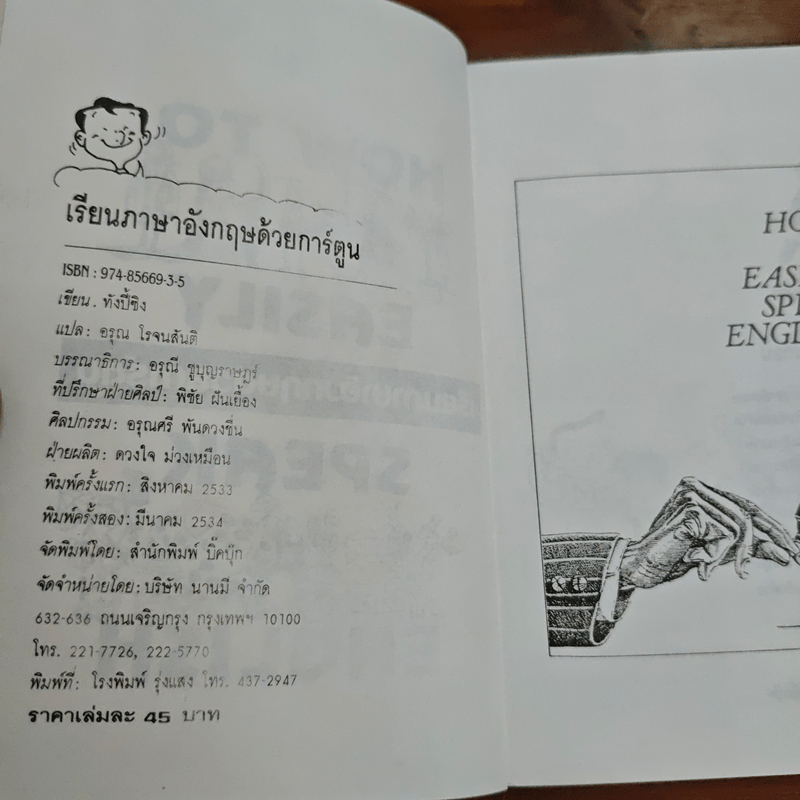 เรียนภาษาอังกฤษด้วยการ์ตูน
ISBN : 974-85669-3-5
เขียน . ทังปี้ซิง
แปล : อรุณ โรจนสันติ
บรรณาธิการ : อรุณี ชูบุญราษฎร์
ที่ปรึกษาฝ่ายศิลป์ : พิชัย ฝันเยื้อง
ศิลปกรรม : อรุณศรี พันดวงชื่น
ฝ่ายผลิต : ดวงใจ ม่วงเหมือน
พิมพ์ครั้งแรก : สิงหาคม 2533
พิมพ์ครั้งสอง : มีนาคม 2534
จัดพิมพ์โดย : สำนักพิมพ์ บิ๊คบุ๊ก
จัดจำหน่ายโดย : บริษัท นานมี จำกัด
632-636 ถนนเจริญกรุง กรุงเทพฯ 10100
โทร. 221-7726, 222-5770
พิมพ์ที่ : โรงพิมพ์ รุ่งแสง โทร. 437-2947
ราคาเล่มละ 45 บาท
HO
EAS
SP
ENGL